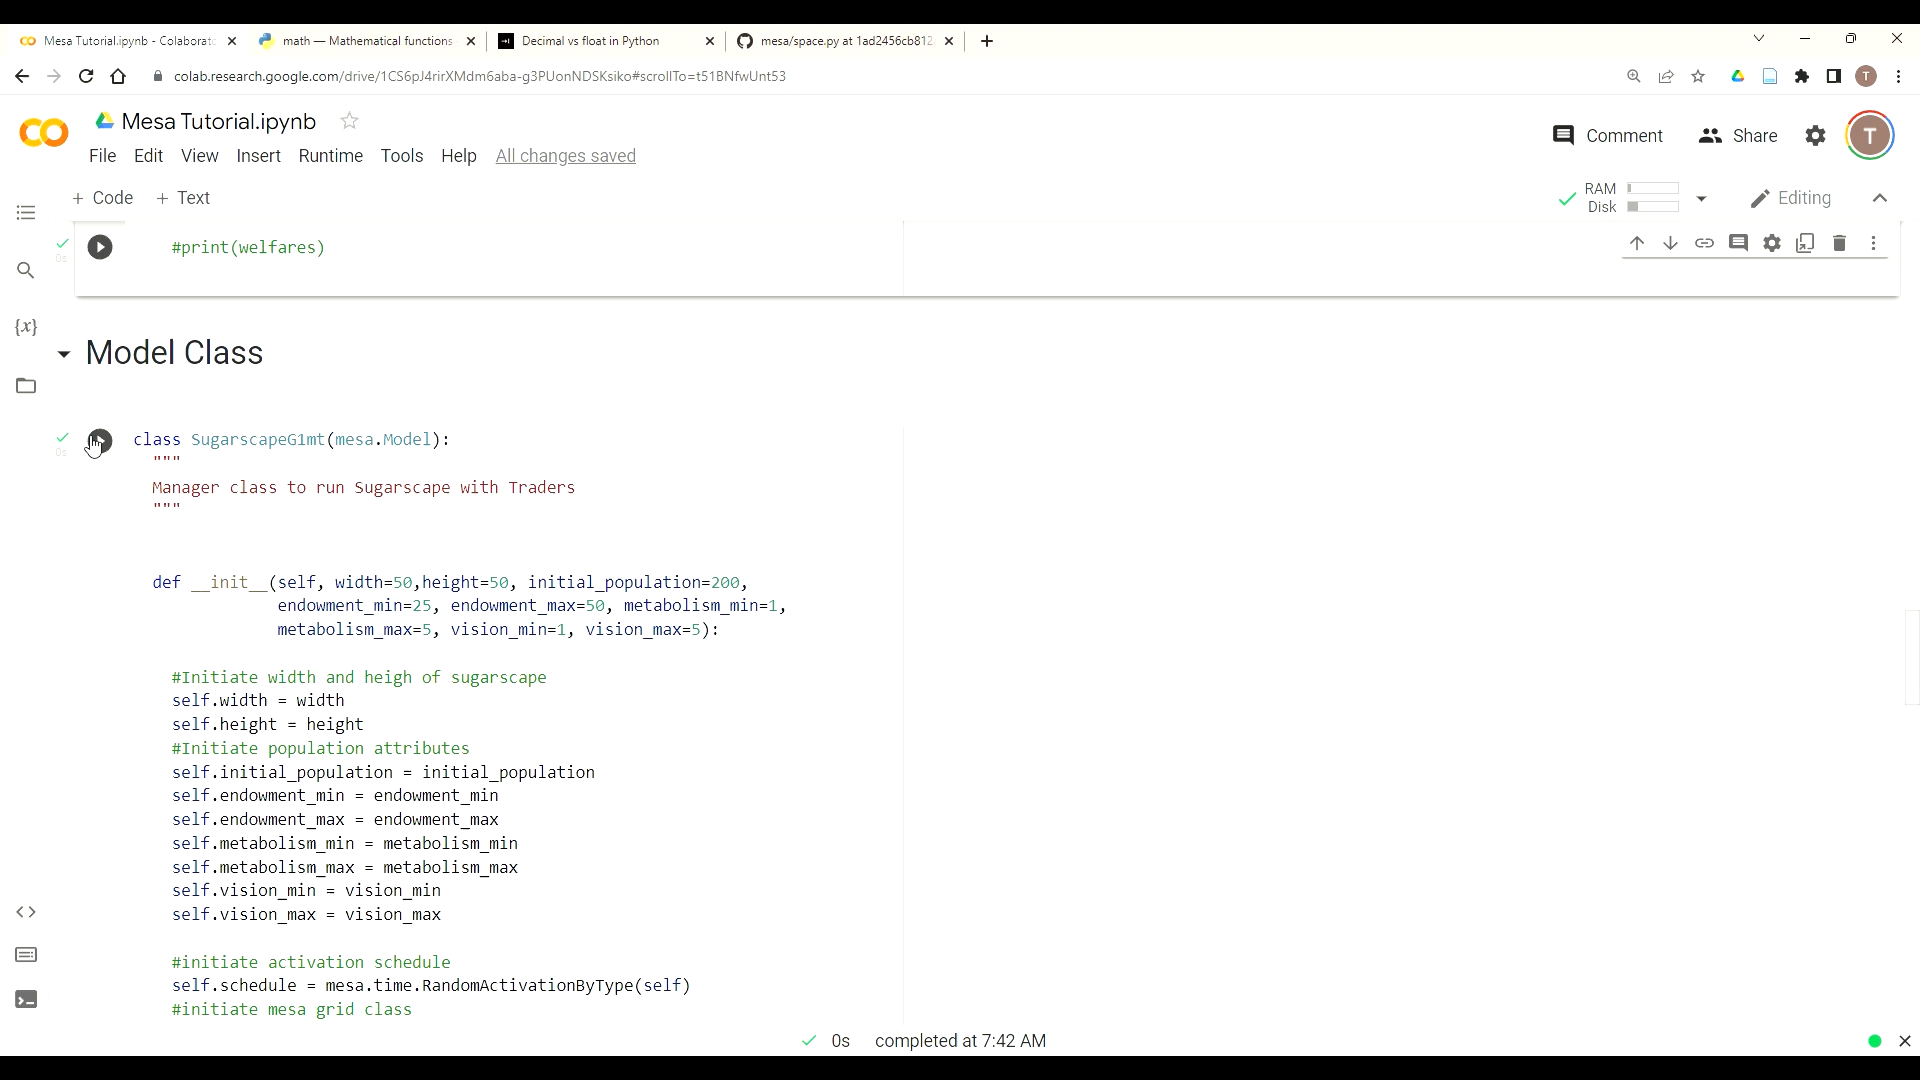 Mesa Tutorial.ipynb - Colaborato
math — Mathematical functions
Decimal vs float in Python
mesa/space.py at 1ad2456cb812
colab.research.google.com/drive/1CS6pJ4rirXMdm6aba-g3PUonNDSKsiko#scrollTo=t51BNfwUnt53
T
CO
Mesa Tutorial.ipynb
Comment
Share
T
File Edit View Insert Runtime Tools Help All changes saved
+ Code + Text
RAM
Disk
Editing
0s
#print(welfares)
{x}
Model Class
0s
class SugarscapeG1mt(mesa.Model):
"""
Manager class to run Sugarscape with Traders
"""
def __init__(self, width=50,height=50, initial_population=200,
endowment_min=25, endowment_max=50, metabolism_min=1,
metabolism_max=5, vision_min=1, vision_max=5):
#Initiate width and heigh of sugarscape
self.width = width
self.height = height
#Initiate population attributes
self.initial_population = initial_population
self.endowment_min = endowment_min
self.endowment_max = endowment_max
self.metabolism_min = metabolism_min
self.metabolism_max = metabolism_max
self.vision_min = vision_min
self.vision_max = vision_max
#initiate activation schedule
self.schedule = mesa.time.RandomActivationByType(self)
#initiate mesa grid class
0s completed at 7:42 AM